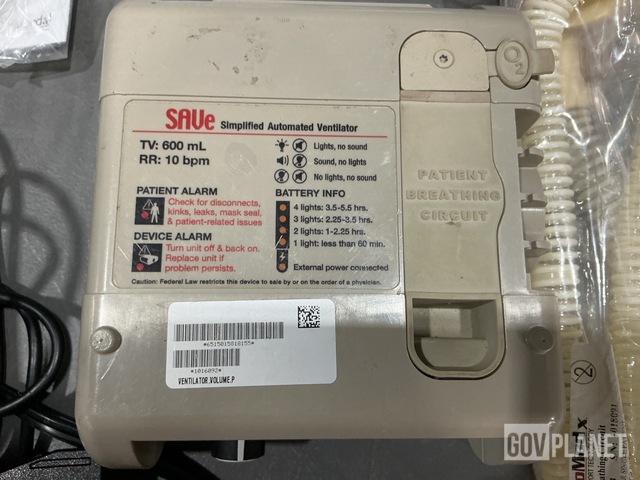 SAVe Simplified Automated Ventilator
TV: 600 mL
RR: 10 bpm
Lights, no sound
Sound, no lights
No lights, no sound
PATIENT ALARM
Check for disconnects,
kinks, leaks, mask seal,
& patient-related issues
DEVICE ALARM
Turn unit off & back on.
Replace unit if
problem persists.
BATTERY INFO
4 lights: 3.5-5.5 hrs.
3 lights: 2.25-3.5 hrs.
2 lights: 1-2.25 hrs.
1 light: less than 60 min.
External power connected
Caution: Federal Law restricts this device to sale by or on the order of a physician.
ON
PATIENT
BREATHING
CIRCUIT
*6515015818155*
*1016092*
VENTILATOR,VOLUME,P
GOVPLANET